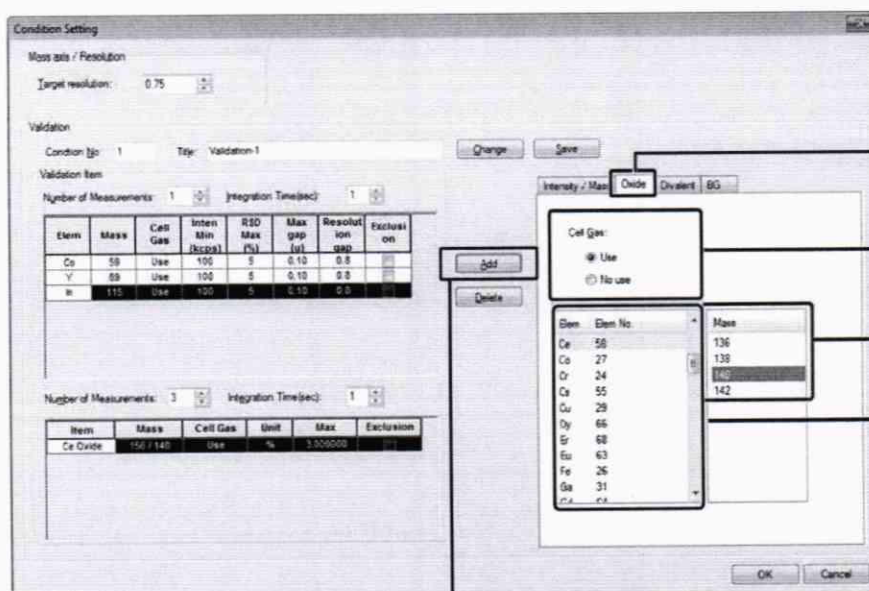 Condition Setting
Mass axis / Resolution
Target resolution: 0.75
Validation
Condition No: 1 Title: Validation-1 Change Save
Validation Item
Number of Measurements: 1 Integration Time(sec): 1
Elem Mass Cell Gas Inten Min (kcps) RSD Max (%) Max gap (u) Resolut ion gap Exclusi on
Co 59 Use 100 5 0.10 0.8
Y 89 Use 100 5 0.10 0.8
In 115 Use 100 5 0.10 0.8
Number of Measurements: 3 Integration Time(sec): 1
Item Mass Cell Gas Unit Max Exclusion
Ce Oxide 156 / 140 Use % 3.000000
Add
Delete
Intensity / Mass Oxide Divalent BG
Cell Gas:
Use
No use
Elem Elem No.
Ce 58
Co 27
Cr 24
Cs 55
Cu 29
Dy 66
Er 68
Eu 63
Fe 26
Ga 31
Mass
136
138
140
142
OK Cancel